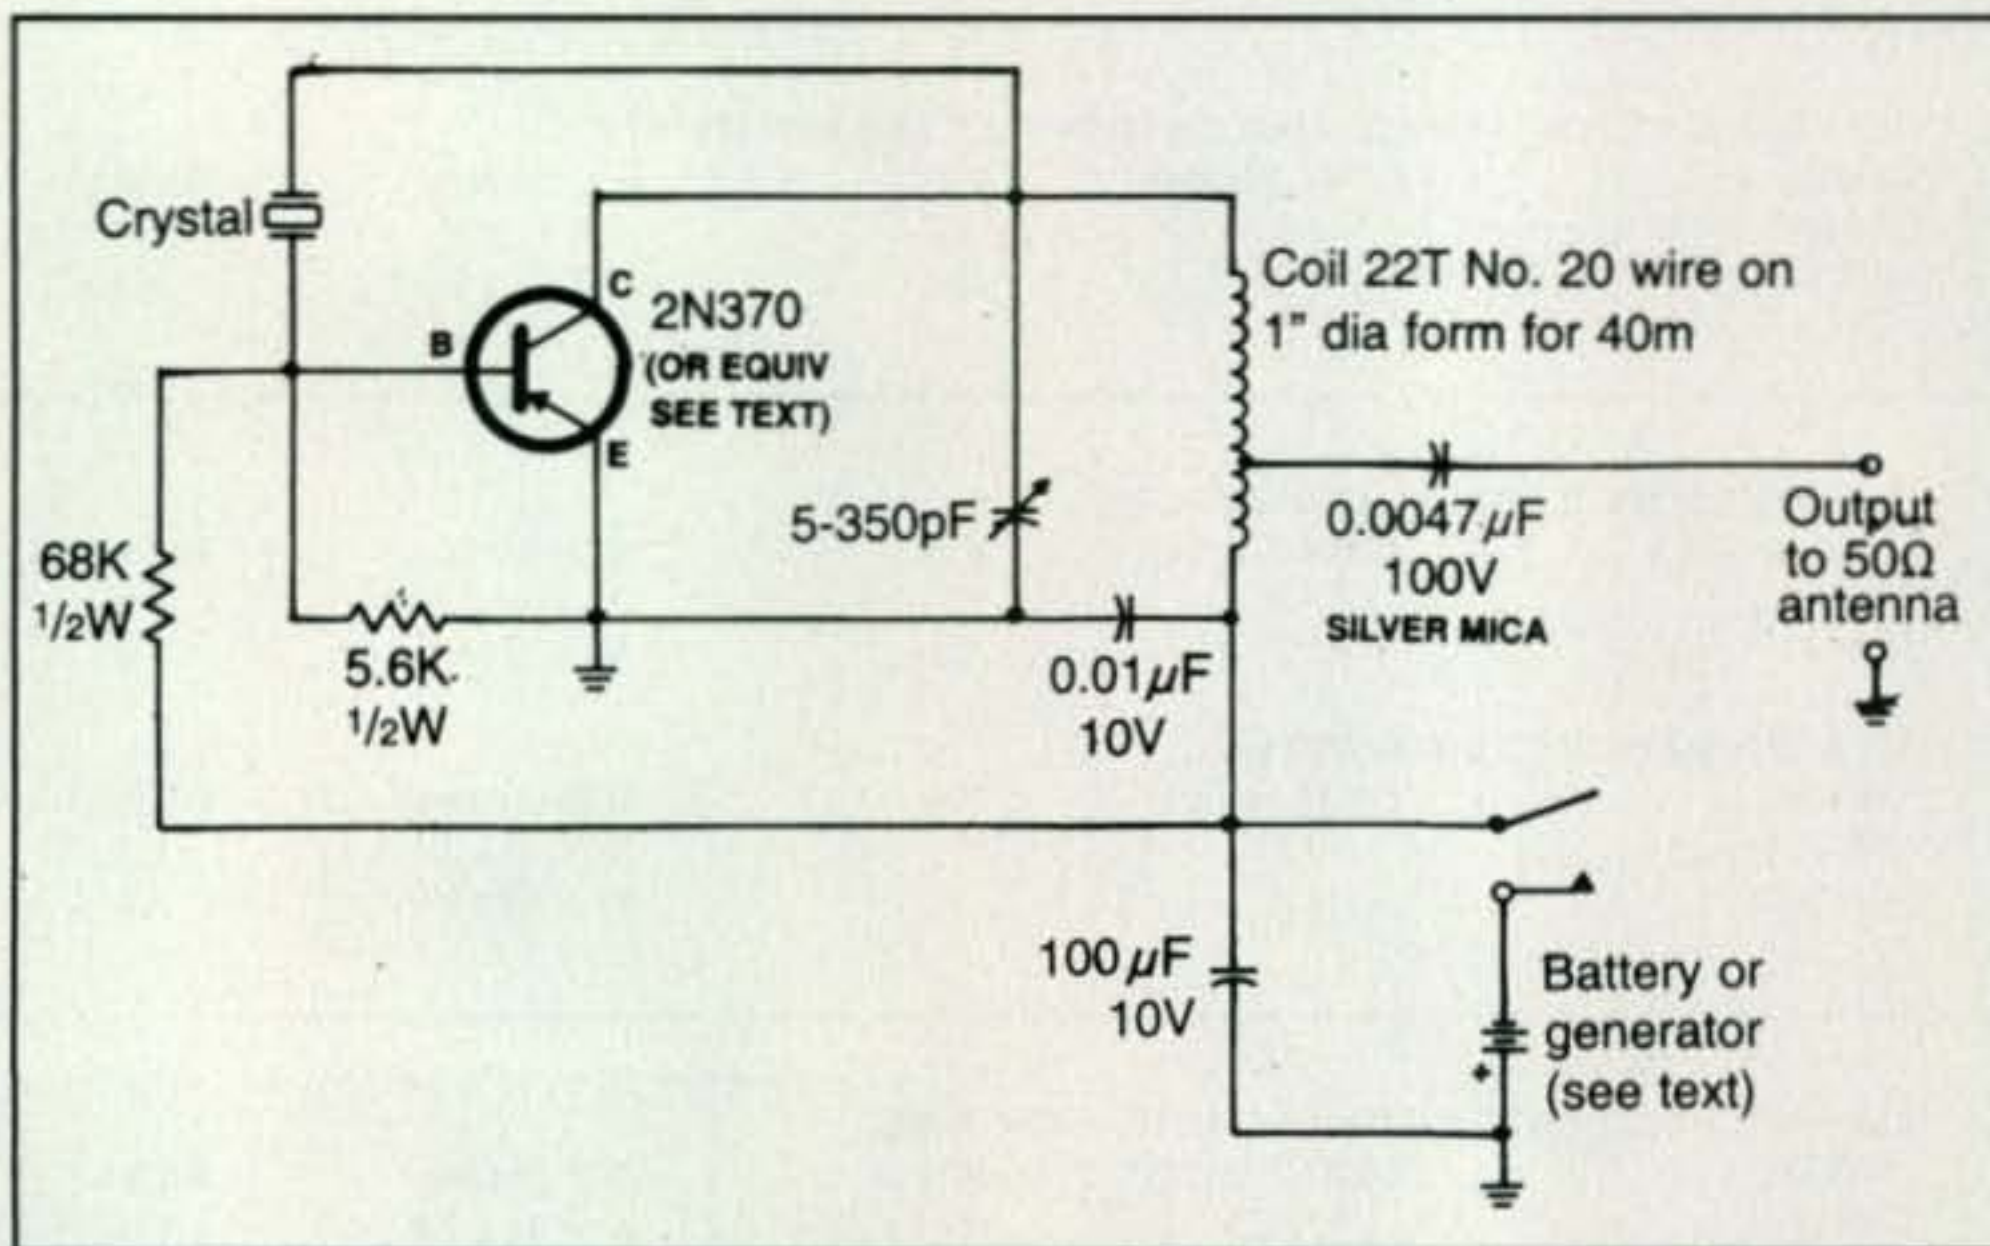 Crystal
C
B
2N370
(OR EQUIV
SEE TEXT)
E
Coil 22T No. 20 wire on
1" dia form for 40m
5-350pF
0.0047µF
100V
SILVER MICA
Output
to 50Ω
antenna
68K
1/2W
5.6K
1/2W
0.01µF
10V
100µF
10V
+
Battery or
generator
(see text)